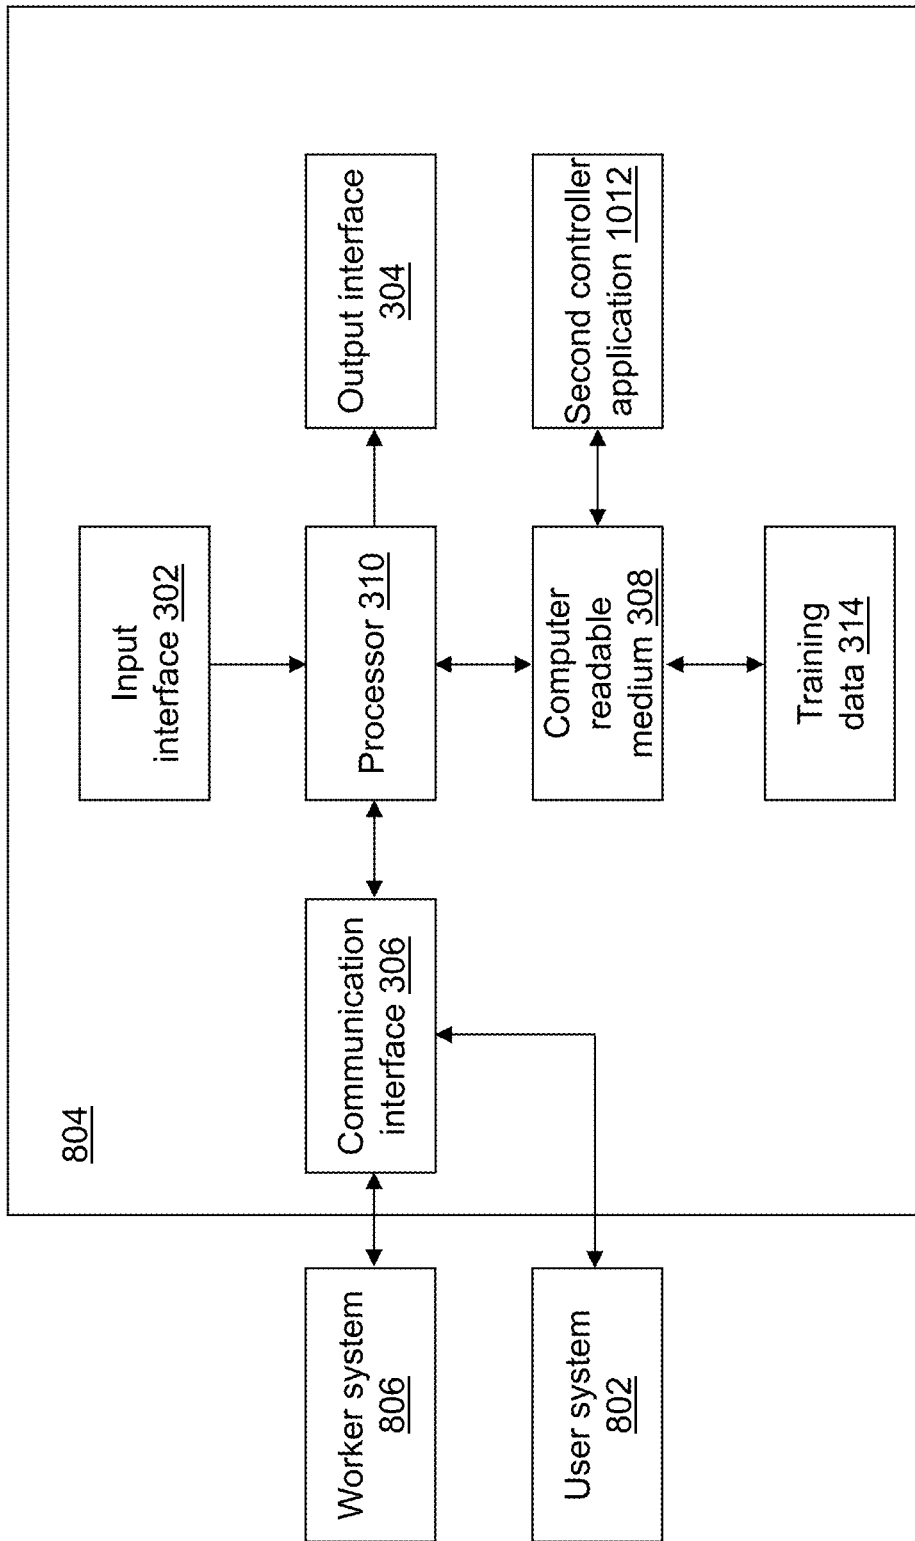 804
Input
interface 302
Worker system
806
Communication
interface 306
Processor 310
Output interface
304
User system
802
Computer
readable
medium 308
Second controller
application 1012
Training
data 314